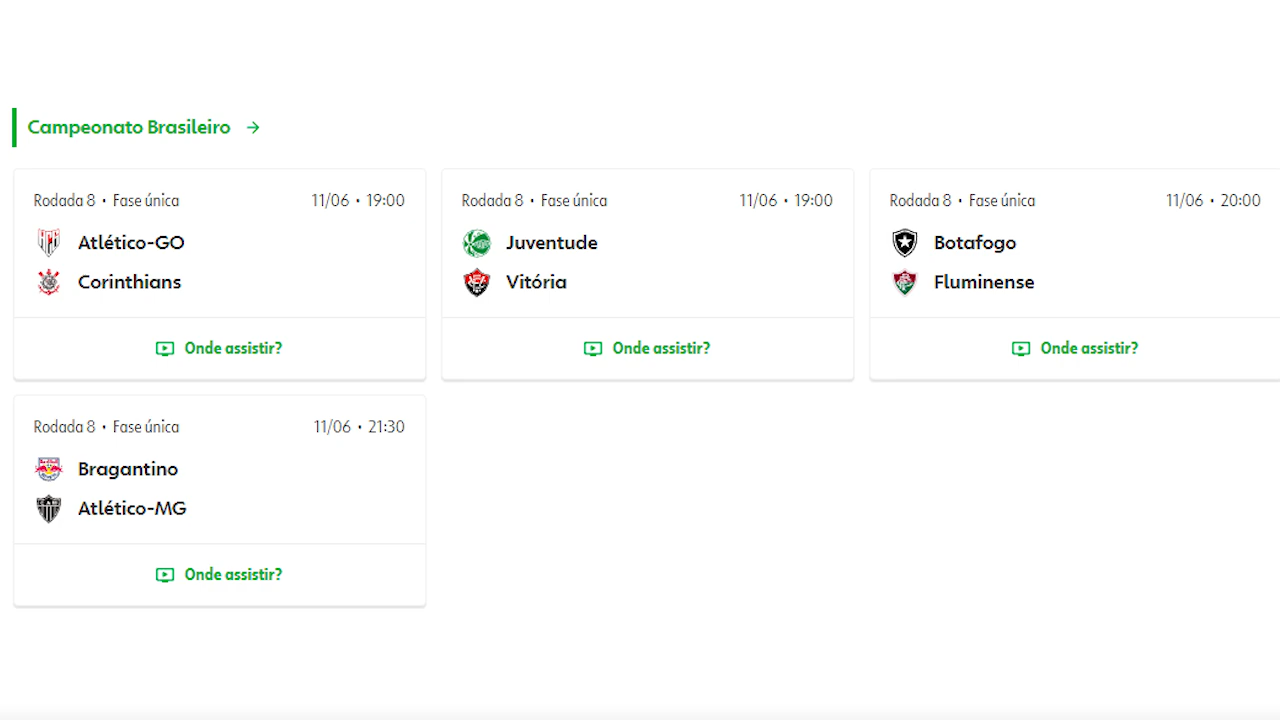 Campeonato Brasileiro
Rodada 8 • Fase única 11/06 • 19:00
Atlético-GO
Corinthians
Onde assistir?
Rodada 8 • Fase única 11/06 • 19:00
Juventude
Vitória
Onde assistir?
Rodada 8 • Fase única 11/06 • 20:00
Botafogo
Fluminense
Onde assistir?
Rodada 8 • Fase única 11/06 • 21:30
Bragantino
Atlético-MG
Onde assistir?